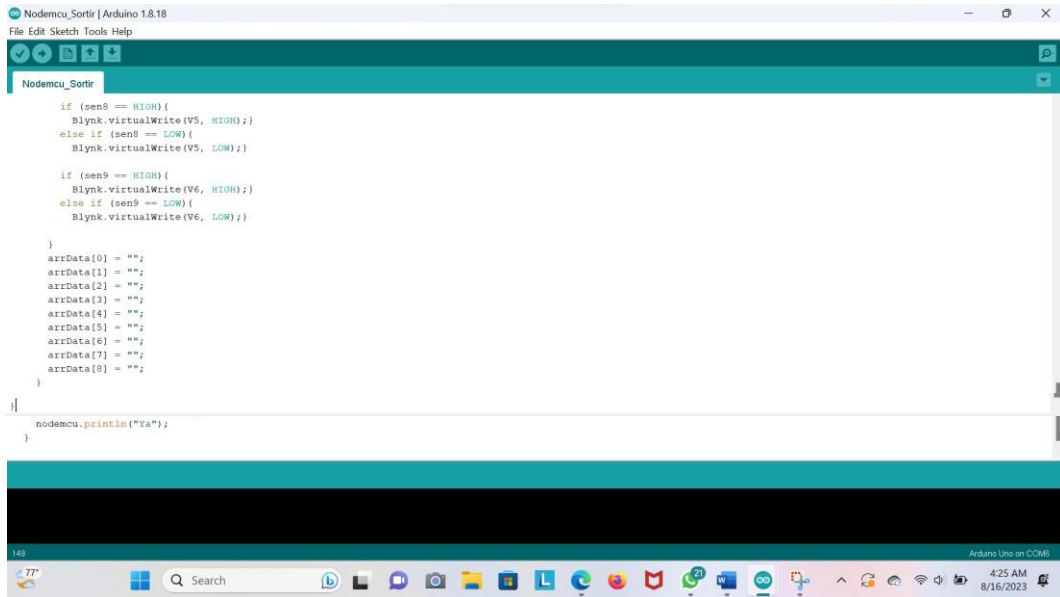 Nodemcu_Sortir | Arduino 1.8.18
File Edit Sketch Tools Help
Nodemcu_Sortir
if (sen8 == HIGH){
Blynk.virtualWrite(V5, HIGH);}
else if (sen8 == LOW){
Blynk.virtualWrite(V5, LOW);}
if (sen9 == HIGH){
Blynk.virtualWrite(V6, HIGH);}
else if (sen9 == LOW){
Blynk.virtualWrite(V6, LOW);}
}
arrData[0] = "";
arrData[1] = "";
arrData[2] = "";
arrData[3] = "";
arrData[4] = "";
arrData[5] = "";
arrData[6] = "";
arrData[7] = "";
arrData[8] = "";
}
}
nodemcu.println("Ya");
}
149
Arduino Uno on COM6
77°
Search
21
4:25 AM
8/16/2023